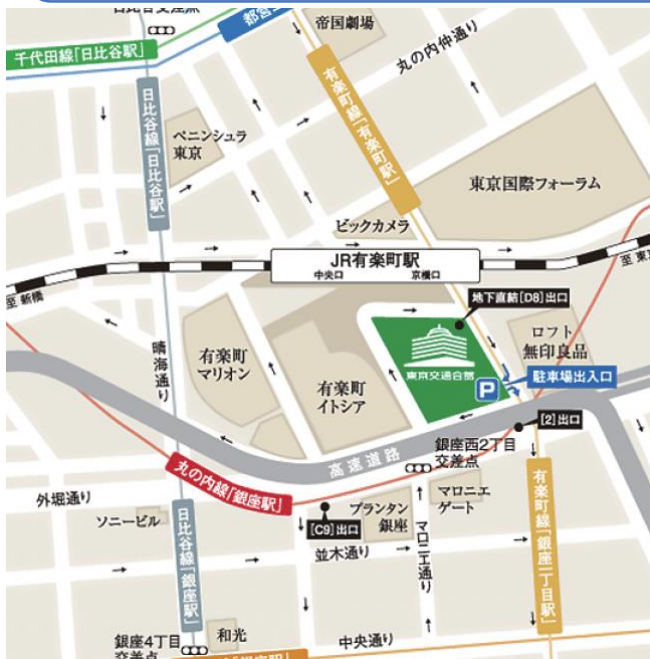 帝国劇場
千代田線「日比谷駅」
丸の内仲通り
日比谷線「日比谷駅」
有楽町線「有楽町駅」
ペニンシュラ
東京
東京国際フォーラム
ビックカメラ
JR有楽町駅
中央口
京橋口
至 新橋
地下直結[D8]出口
晴海通り
有楽町
マリオン
有楽町
イトシア
東京交通会館
ロフト
無印良品
P
駐車場出入口
[2]出口
高速道路
銀座西2丁目
交差点
丸の内線「銀座駅」
外堀通り
ソニービル
[C9]出口
プランタン
銀座
マロニエ
ゲート
並木通り
マロニエ通り
日比谷線「銀座駅」
有楽町線「銀座一丁目駅」
和光
銀座4丁目
交差点
中央通り